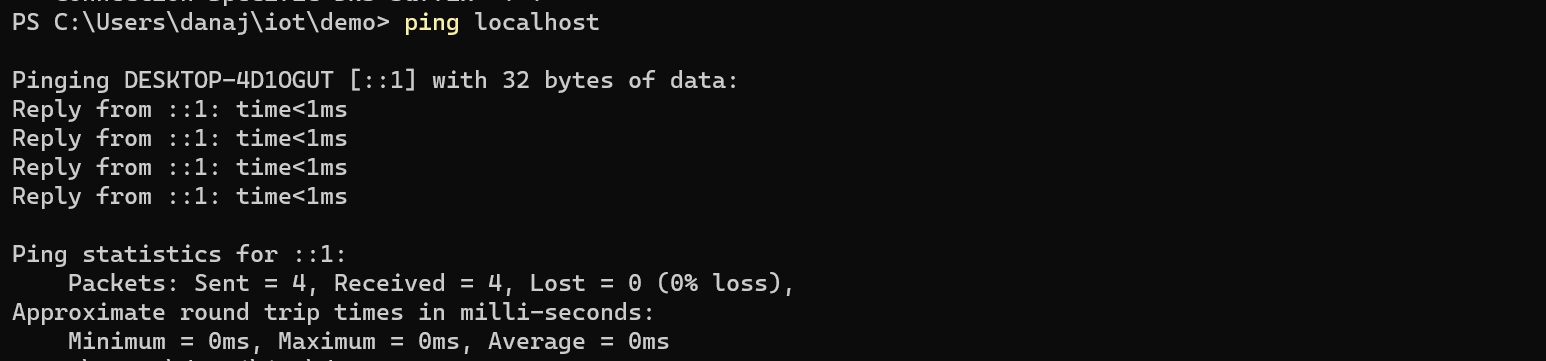 PS C:\Users\danaj\iot\demo> ping localhost
Pinging DESKTOP-4D1OGUT [::1] with 32 bytes of data:
Reply from ::1: time<1ms
Reply from ::1: time<1ms
Reply from ::1: time<1ms
Reply from ::1: time<1ms
Ping statistics for ::1:
    Packets: Sent = 4, Received = 4, Lost = 0 (0% loss),
Approximate round trip times in milli-seconds:
    Minimum = 0ms, Maximum = 0ms, Average = 0ms